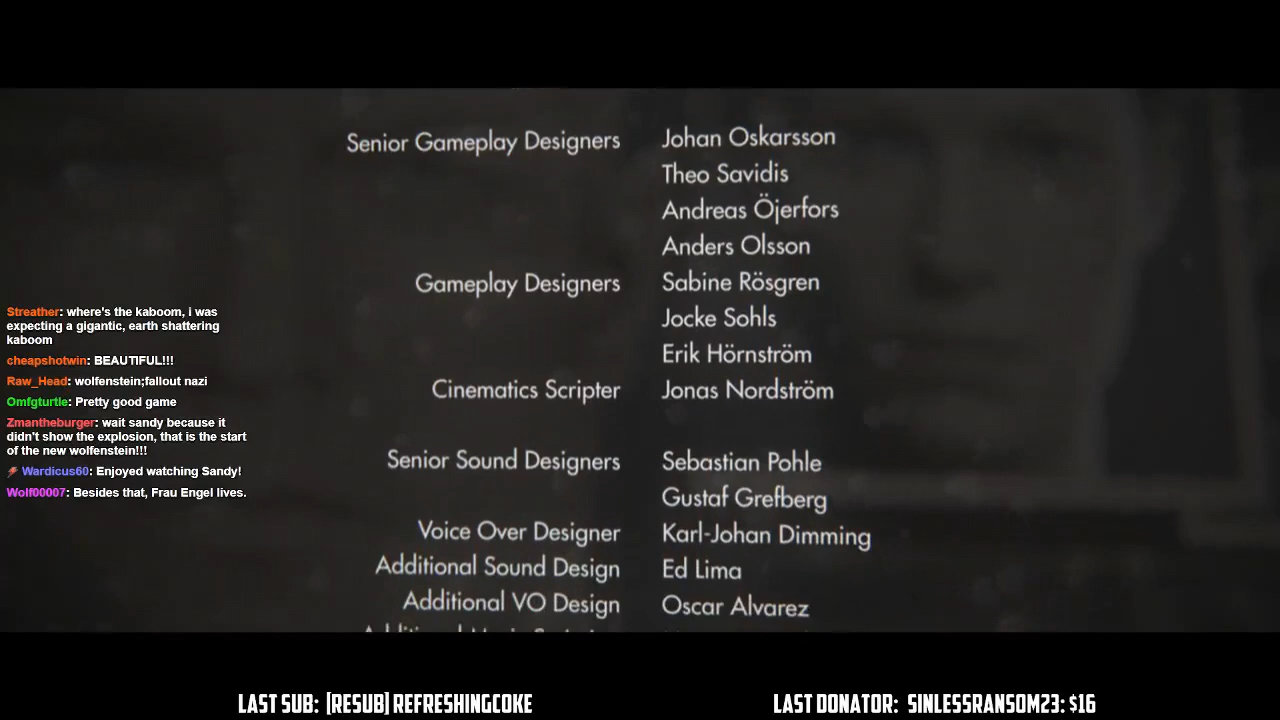 Senior Gameplay Designers Johan Oskarsson
Theo Savidis
Andreas Öjerfors
Anders Olsson
Gameplay Designers Sabine Rösgren
Jocke Sohls
Erik Hörnström
Cinematics Scripter Jonas Nordström
Senior Sound Designers Sebastian Pohle
Gustaf Grefberg
Voice Over Designer Karl-Johan Dimming
Additional Sound Design Ed Lima
Additional VO Design Oscar Alvarez
Streather: where's the kaboom, i was
expecting a gigantic, earth shattering
kaboom
cheapshotwin: BEAUTIFUL!!!
Raw_Head: wolfenstein;fallout nazi
Omfgturtle: Pretty good game
Zmantheburger: wait sandy because it
didn't show the explosion, that is the start
of the new wolfenstein!!!
Wardicus60: Enjoyed watching Sandy!
Wolf00007: Besides that, Frau Engel lives.
LAST SUB: [RESUB] REFRESHINGCOKE
LAST DONATOR: SINLESSRANSOM23: $16